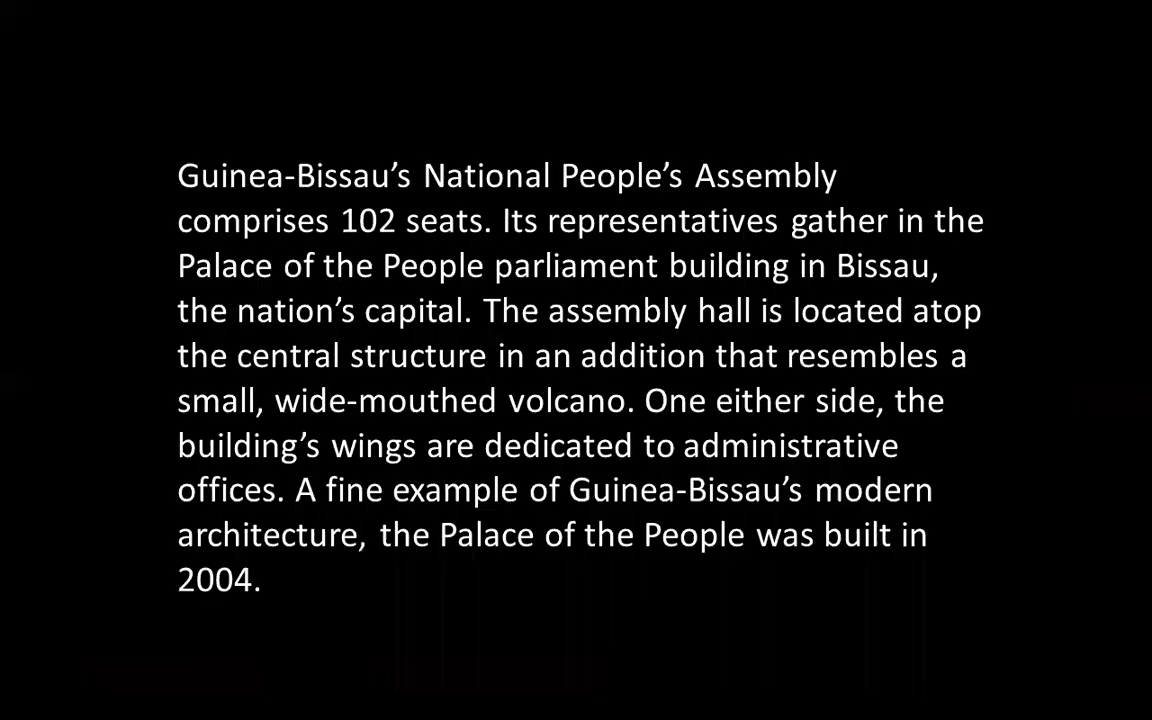 Guinea-Bissau’s National People’s Assembly
comprises 102 seats. Its representatives gather in the
Palace of the People parliament building in Bissau,
the nation’s capital. The assembly hall is located atop
the central structure in an addition that resembles a
small, wide-mouthed volcano. One either side, the
building’s wings are dedicated to administrative
offices. A fine example of Guinea-Bissau’s modern
architecture, the Palace of the People was built in
2004.